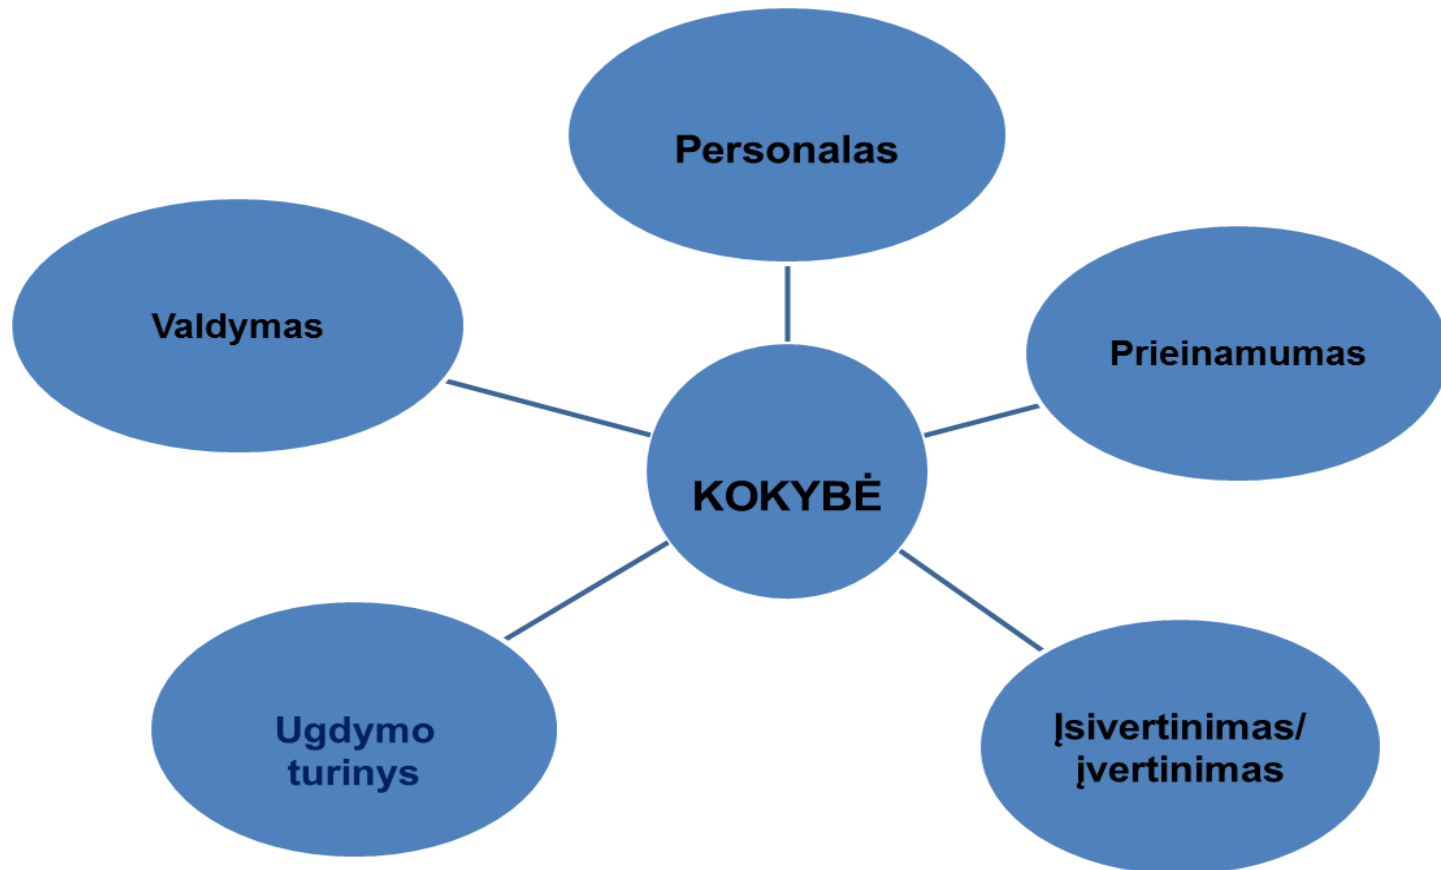 Personalas
Valdymas
Prieinamumas
KOKYBĖ
Ugdymo
turinys
Įsivertinimas/
įvertinimas